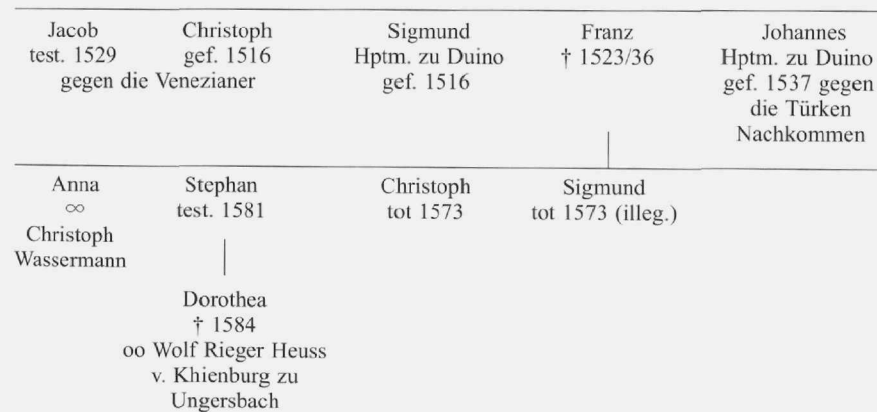 Jacob
test. 1529
Christoph
gef. 1516
gegen die Venezianer
Sigmund
Hptm. zu Duino
gef. 1516
Franz
† 1523/36
Johannes
Hptm. zu Duino
gef. 1537 gegen
die Türken
Nachkommen
Anna
∞
Christoph
Wassermann
Stephan
test. 1581
Christoph
tot 1573
Sigmund
tot 1573 (illeg.)
Dorothea
† 1584
oo Wolf Rieger Heuss
v. Khienburg zu
Ungersbach